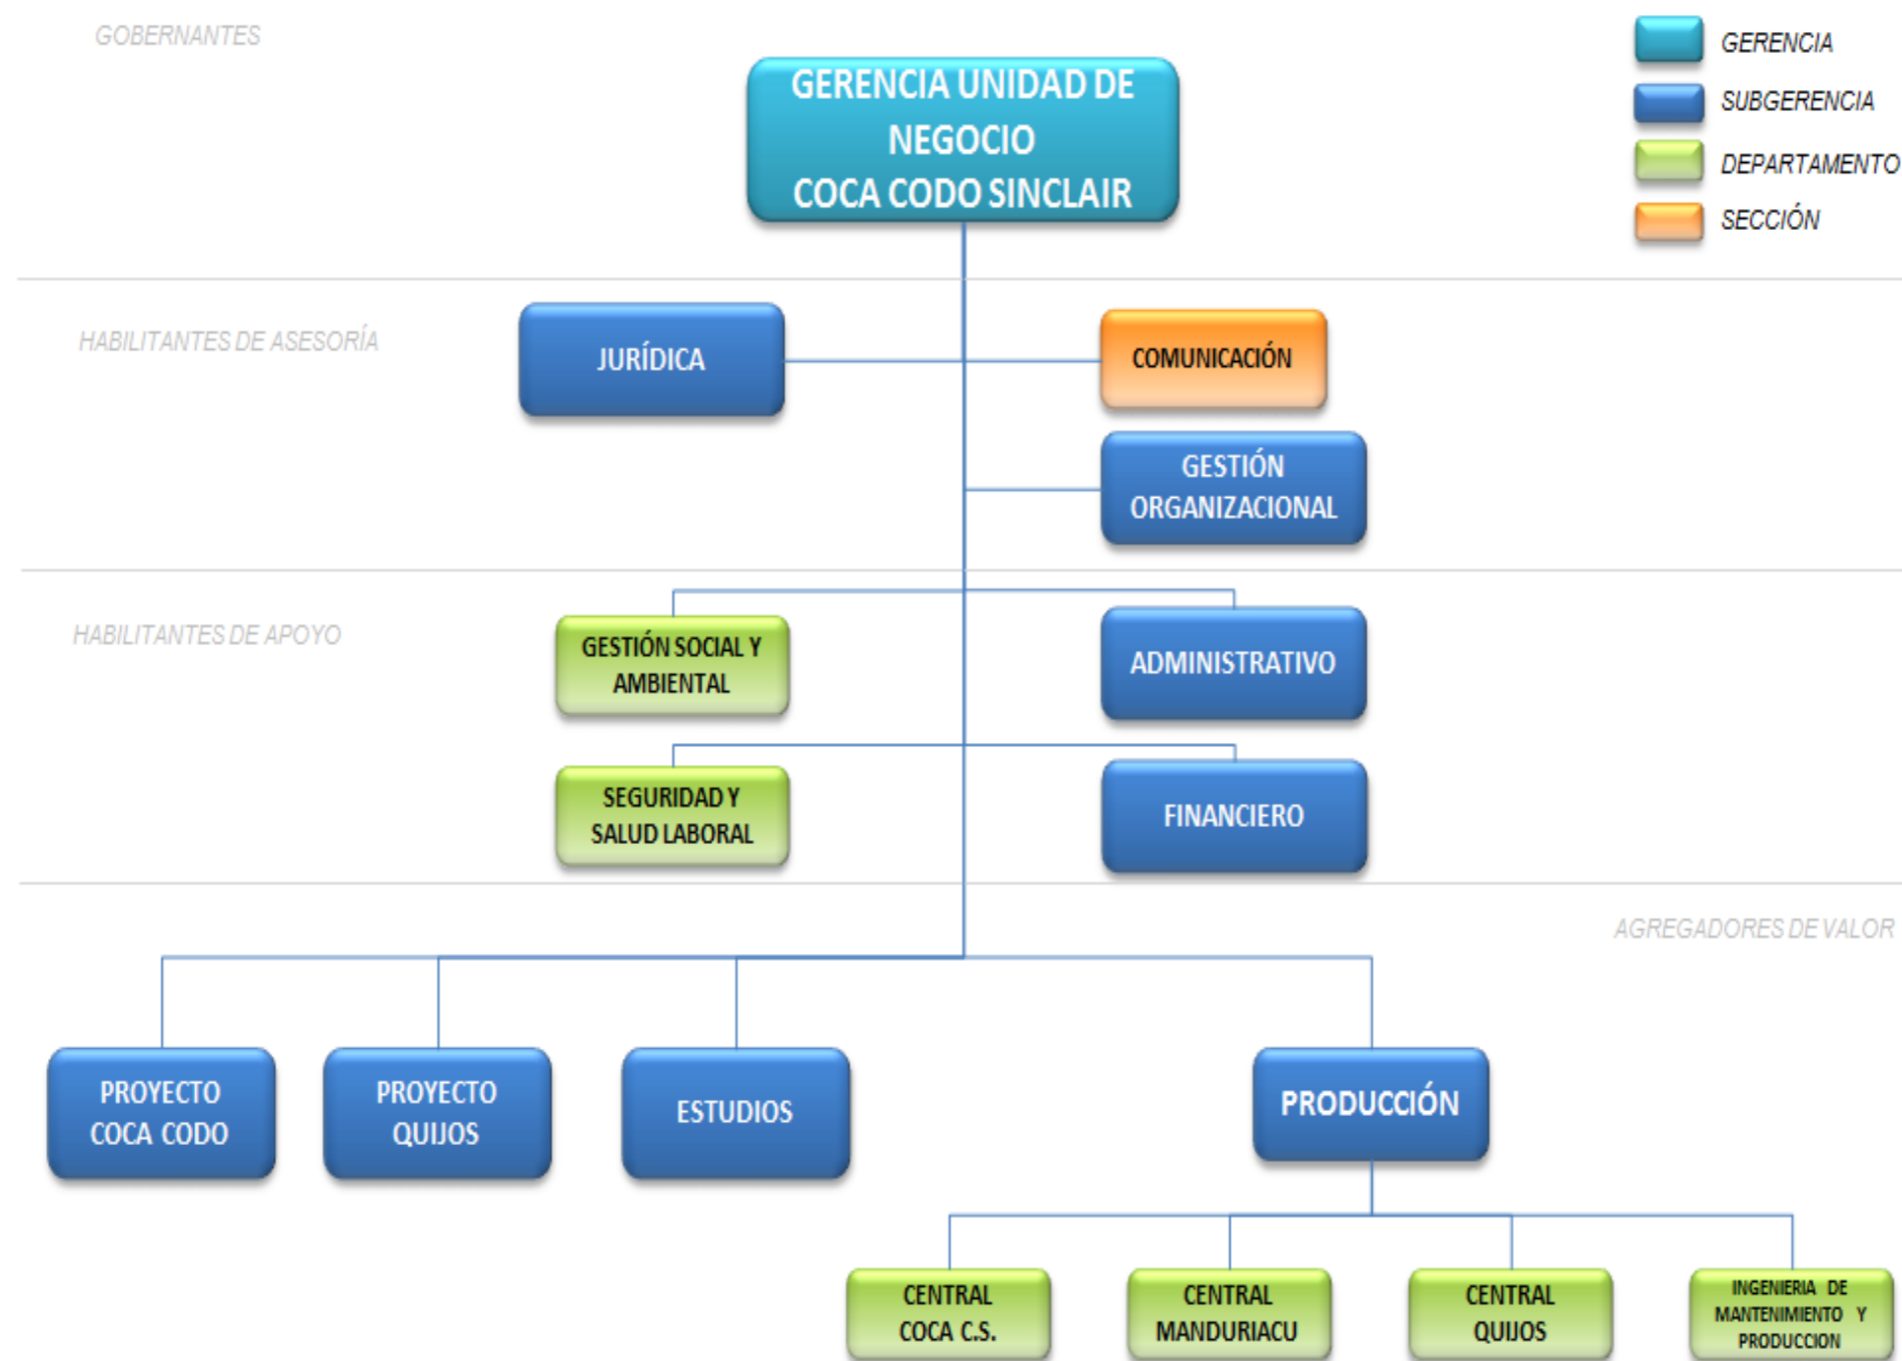 GOBERNANTES
GERENCIA UNIDAD DE
NEGOCIO
COCA CODO SINCLAIR
GERENCIA
SUBGERENCIA
DEPARTAMENTO
SECCIÓN
HABILITANTES DE ASESORÍA
JURÍDICA
COMUNICACIÓN
GESTIÓN
ORGANIZACIONAL
HABILITANTES DE APOYO
GESTIÓN SOCIAL Y
AMBIENTAL
ADMINISTRATIVO
SEGURIDAD Y
SALUD LABORAL
FINANCIERO
AGREGADORES DE VALOR
PROYECTO
COCA CODO
PROYECTO
QUIJOS
ESTUDIOS
PRODUCCIÓN
CENTRAL
COCA C.S.
CENTRAL
MANDURIACU
CENTRAL
QUIJOS
INGENIERIA DE
MANTENIMIENTO Y
PRODUCCION